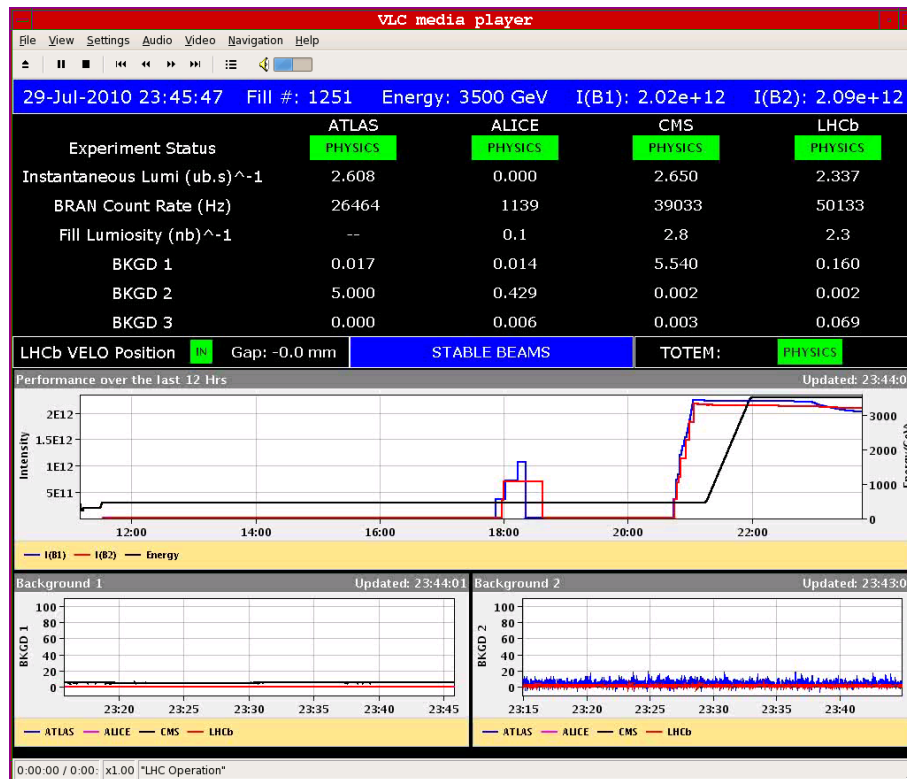 VLC media player
File View Settings Audio Video Navigation Help
29-Jul-2010 23:45:47 Fill #: 1251 Energy: 3500 GeV I(B1): 2.02e+12 I(B2): 2.09e+12
ATLAS ALICE CMS LHCb
Experiment Status PHYSICS PHYSICS PHYSICS PHYSICS
Instantaneous Lumi (ub.s)^-1 2.608 0.000 2.650 2.337
BRAN Count Rate (Hz) 26464 1139 39033 50133
Fill Lumiosity (nb)^-1 -- 0.1 2.8 2.3
BKGD 1 0.017 0.014 5.540 0.160
BKGD 2 5.000 0.429 0.002 0.002
BKGD 3 0.000 0.006 0.003 0.069
LHCb VELO Position IN Gap: -0.0 mm STABLE BEAMS TOTEM: PHYSICS
Performance over the last 12 Hrs Updated: 23:44:0
Intensity
2E12
1.5E12
1E12
5E11
3000
2000
1000
0
12:00 14:00 16:00 18:00 20:00 22:00
I(B1) I(B2) Energy
Background 1 Updated: 23:44:01
BKGD 1
100
80
60
40
20
0
23:20 23:25 23:30 23:35 23:40 23:45
ATLAS ALICE CMS LHCb
Background 2 Updated: 23:43:0
BKGD 2
100
80
60
40
20
0
23:15 23:20 23:25 23:30 23:35 23:40
ATLAS ALICE CMS LHCb
0:00:00 / 0:00: x1.00 "LHC Operation"